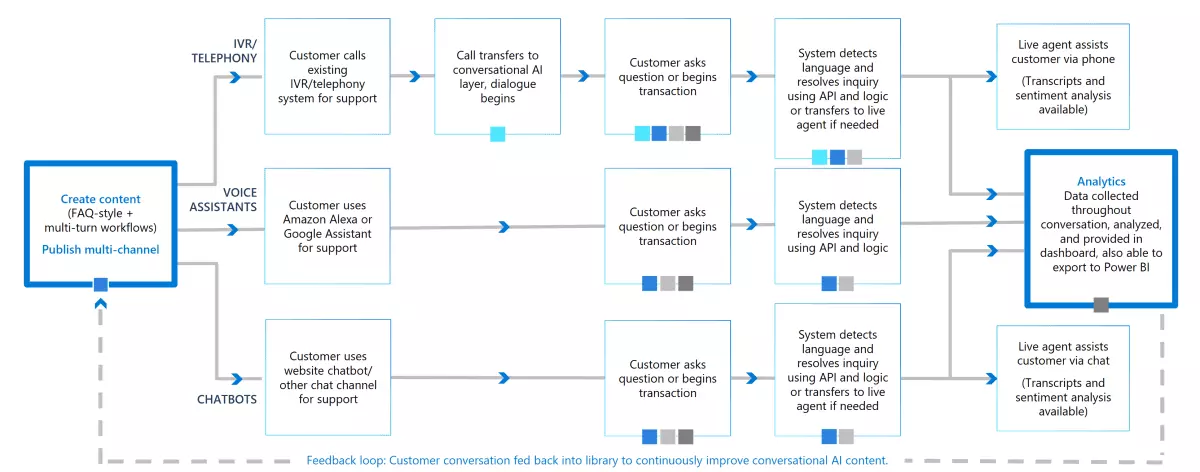 IVR/
TELEPHONY
Customer calls
existing
IVR/telephony
system for support
Call transfers to
conversational AI
layer, dialogue
begins
Customer asks
question or begins
transaction
System detects
language and
resolves inquiry
using API and logic
or transfers to live
agent if needed
Live agent assists
customer via phone
(Transcripts and
sentiment analysis
available)
Create content
(FAQ-style +
multi-turn workflows)
Publish multi-channel
VOICE
ASSISTANTS
Customer uses
Amazon Alexa or
Google Assistant
for support
Customer asks
question or begins
transaction
System detects
language and
resolves inquiry
using API and logic
Analytics
Data collected
throughout
conversation, analyzed,
and provided in
dashboard, also able to
export to Power BI
CHATBOTS
Customer uses
website chatbot/
other chat channel
for support
Customer asks
question or begins
transaction
System detects
language and
resolves inquiry
using API and logic
or transfers to live
agent if needed
Live agent assists
customer via chat
(Transcripts and
sentiment analysis
available)
Feedback loop: Customer conversation fed back into library to continuously improve conversational AI content.